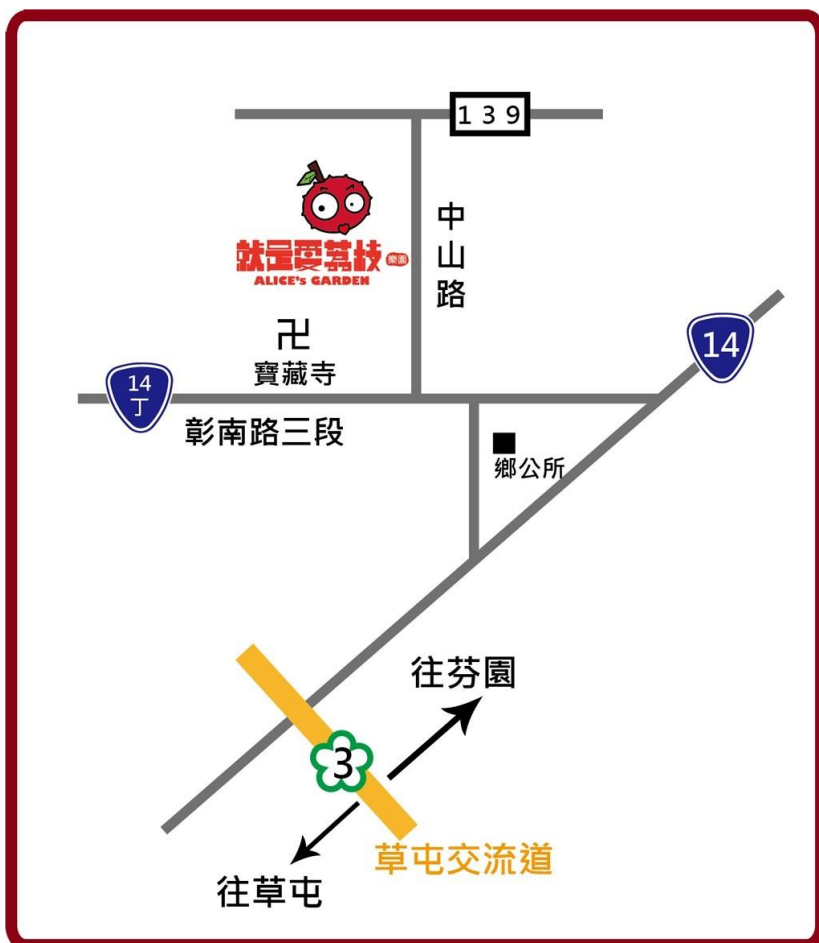 139
就是愛荔枝 樂園
ALICE's GARDEN
中山路
卍
寶藏寺
14
14
丁
彰南路三段
鄉公所
往芬園
3
草屯交流道
往草屯